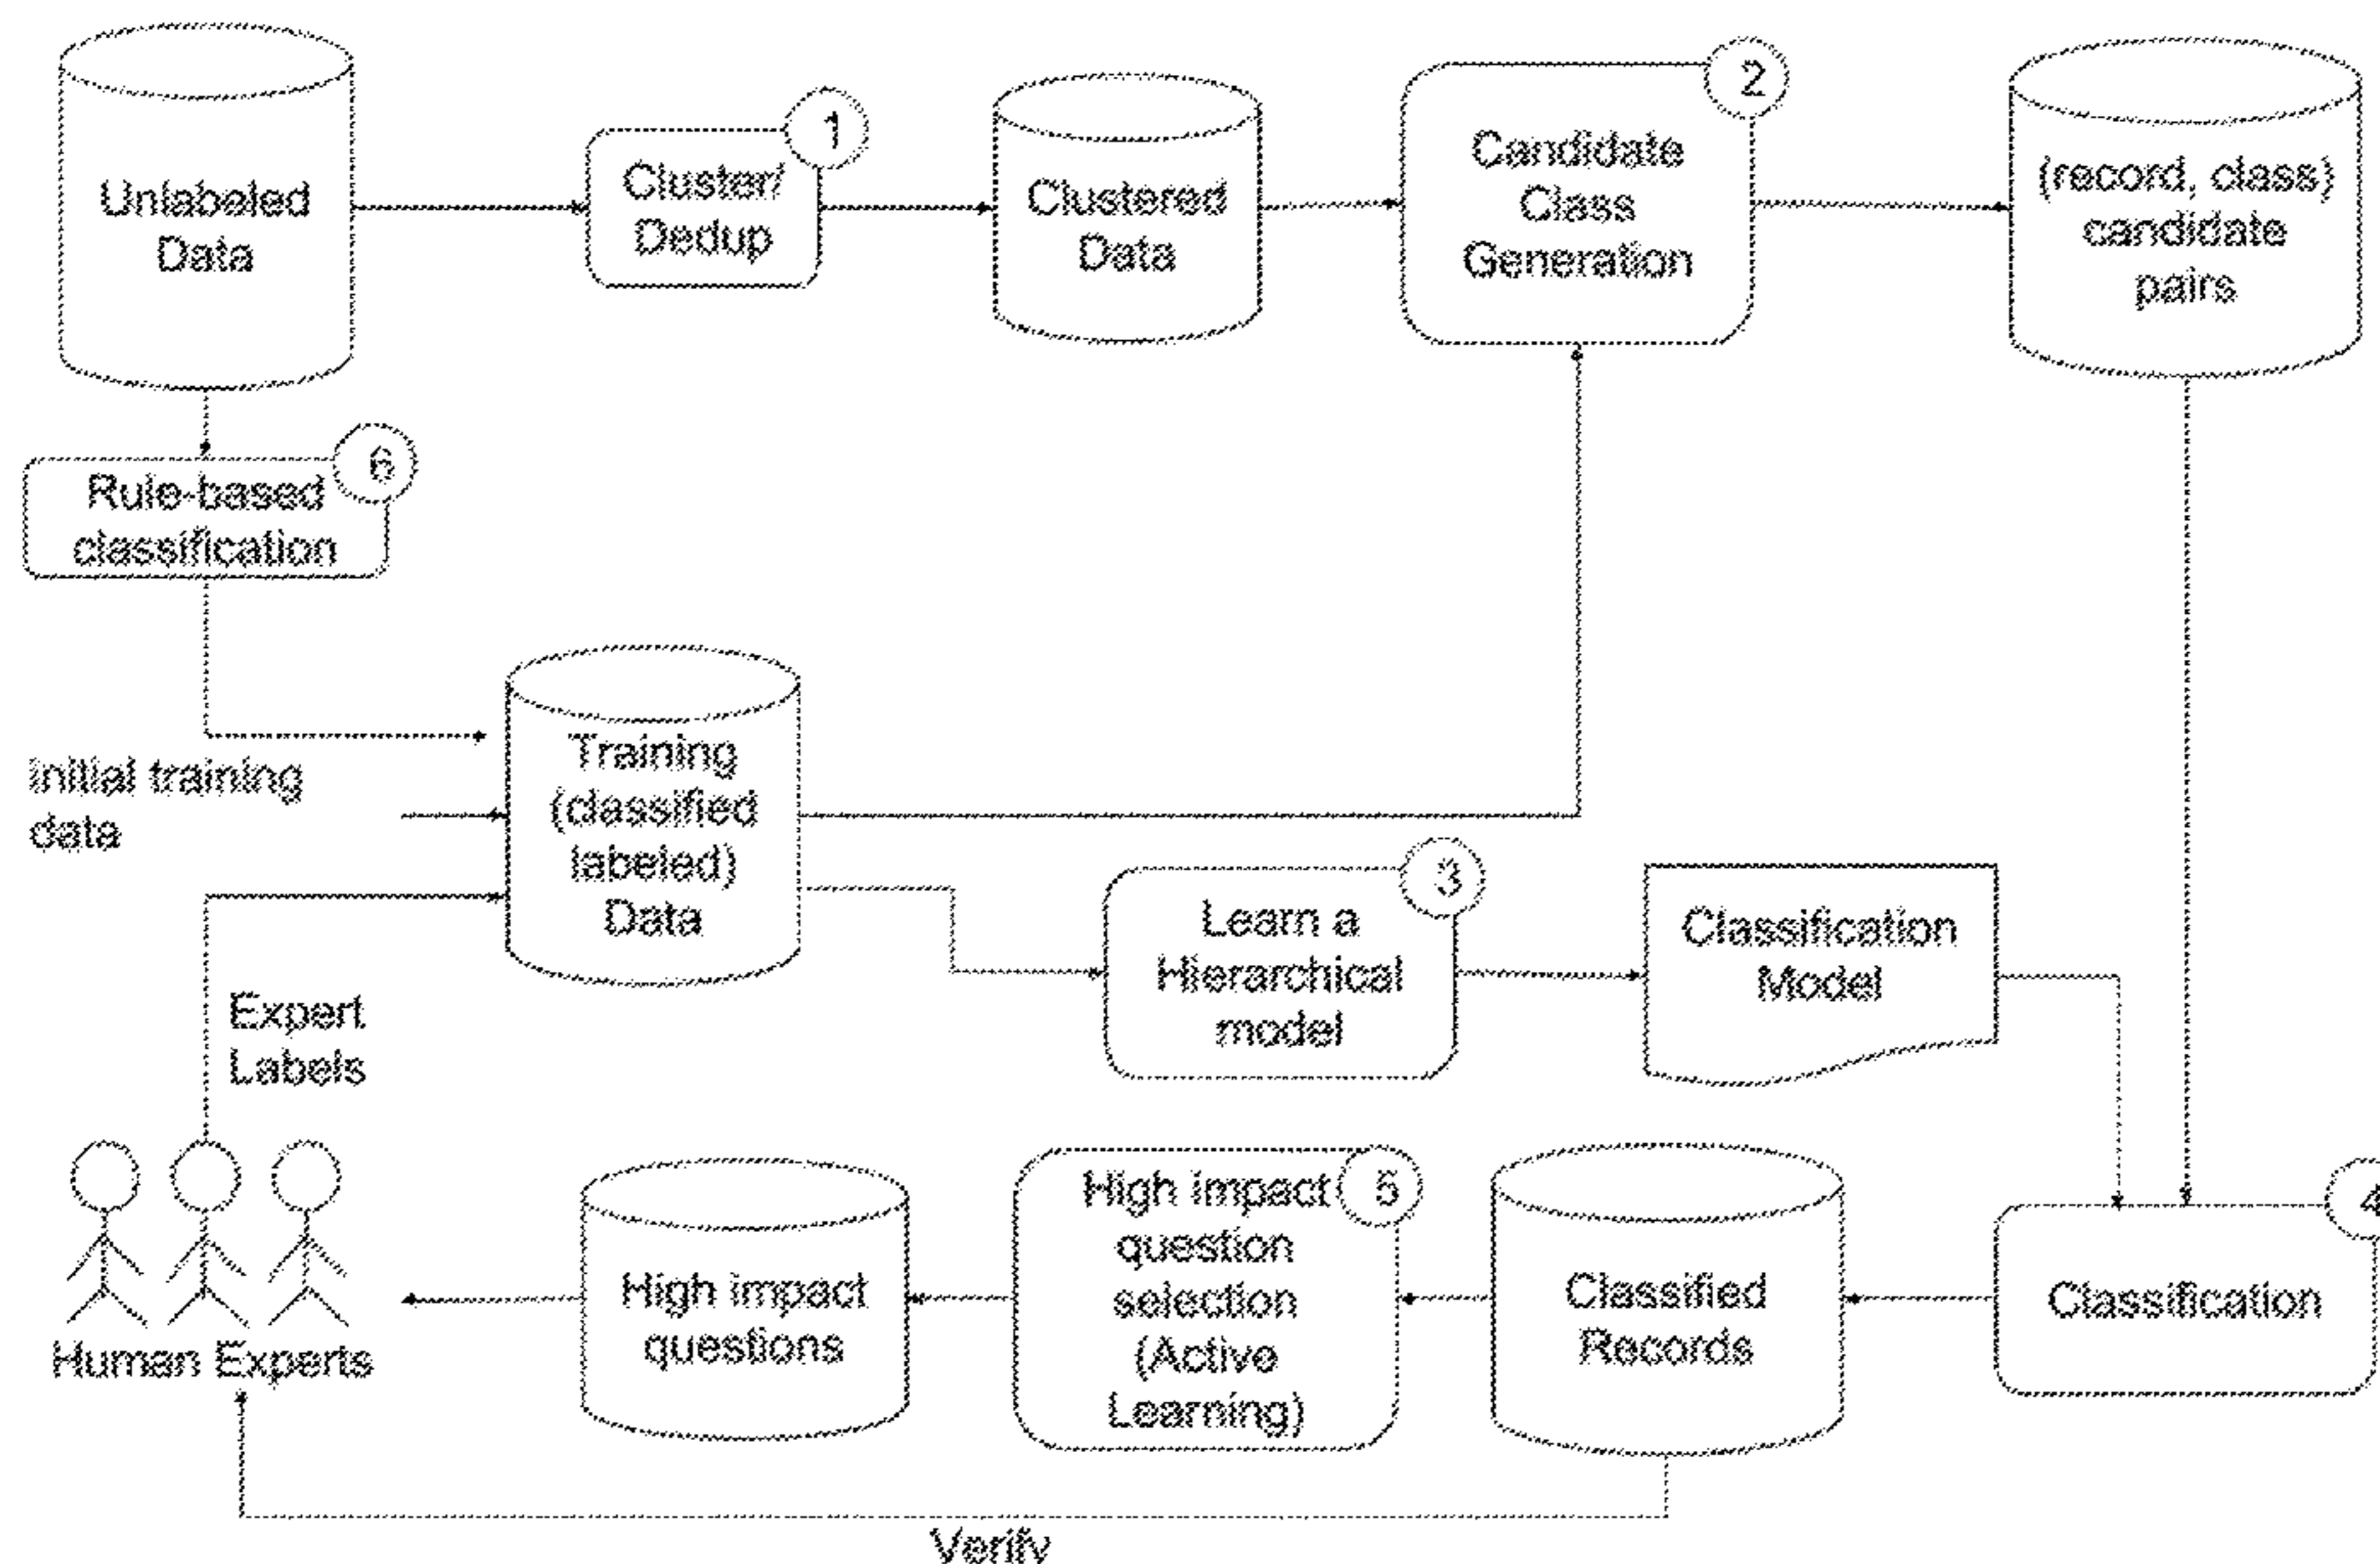 Unlabeled
Data
1
Cluster/
Dedup
Clustered
Data
2
Candidate
Class
Generation
(record, class)
candidate
pairs
6
Rule-based
classification
initial training
data
Training
(classified
labeled)
Data
3
Learn a
Hierarchical
model
Classification
Model
Expert
Labels
Human Experts
High impact
questions
5
High impact
question
selection
(Active
Learning)
Classified
Records
4
Classification
Verify